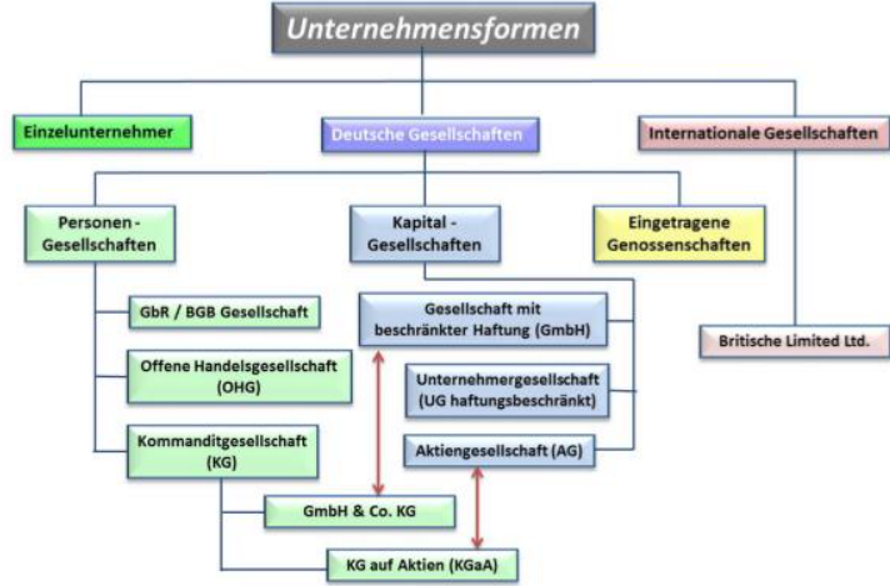 Unternehmensformen
Einzelunternehmer
Deutsche Gesellschaften
Internationale Gesellschaften
Personen -
Gesellschaften
Kapital -
Gesellschaften
Eingetragene
Genossenschaften
GbR / BGB Gesellschaft
Gesellschaft mit
beschränkter Haftung (GmbH)
Britische Limited Ltd.
Offene Handelsgesellschaft
(OHG)
Unternehmergesellschaft
(UG haftungsbeschränkt)
Kommanditgesellschaft
(KG)
Aktiengesellschaft (AG)
GmbH & Co. KG
KG auf Aktien (KGaA)